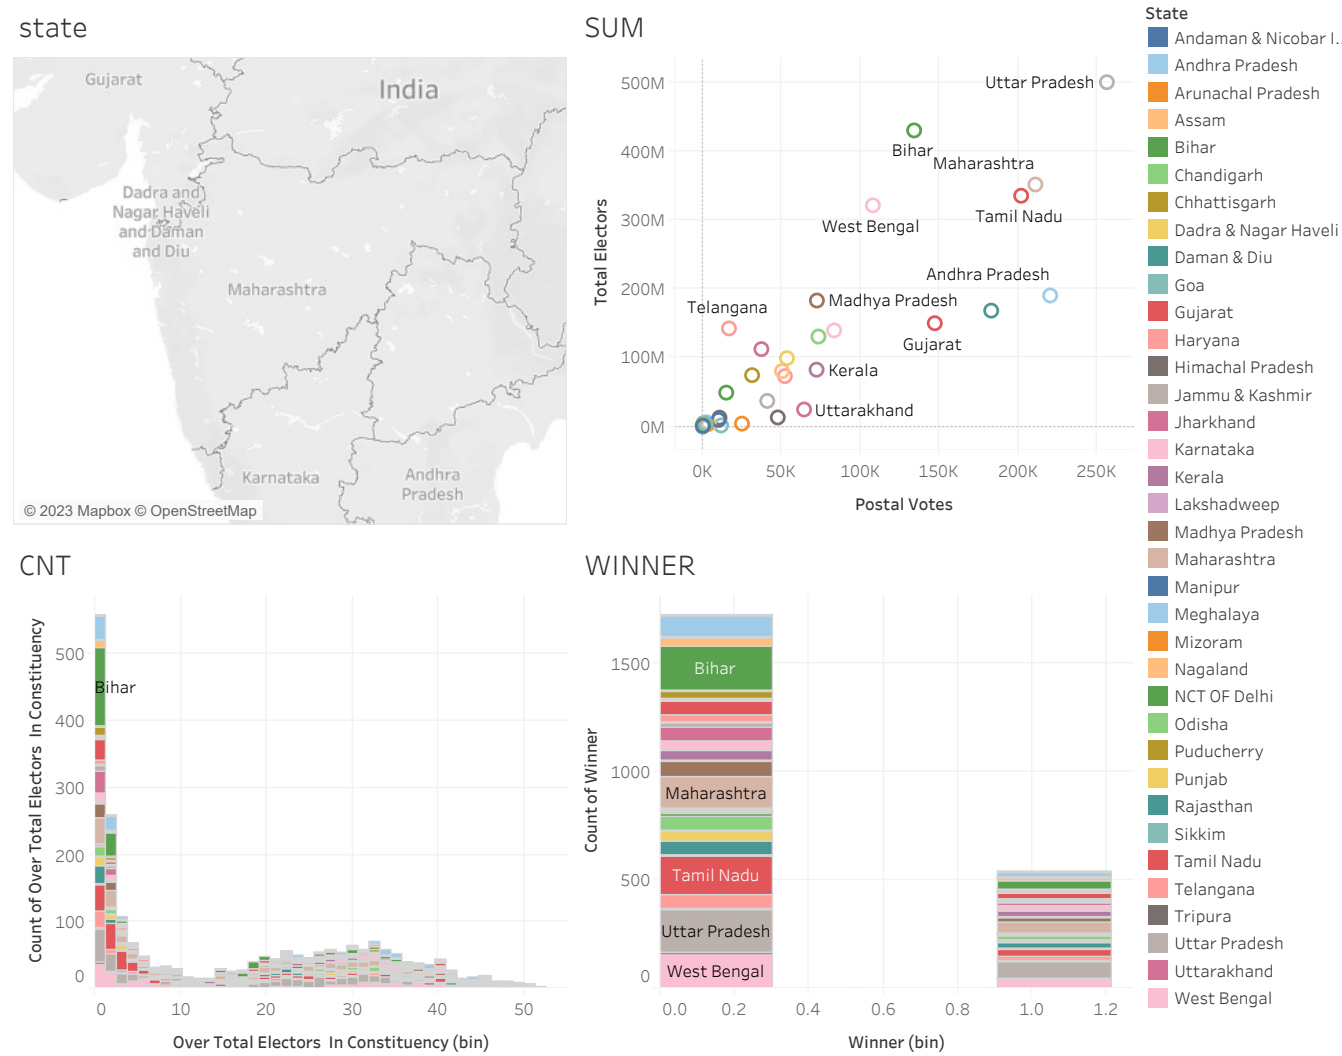 state
Gujarat
India
Dadra and
Nagar Haveli
and Daman
and Diu
Maharashtra
Karnataka
Andhra
Pradesh
© 2023 Mapbox © OpenStreetMap
SUM
Total Electors
500M
400M
300M
200M
100M
0M
Uttar Pradesh
Bihar
Maharashtra
Tamil Nadu
West Bengal
Andhra Pradesh
Telangana
Madhya Pradesh
Gujarat
Kerala
Uttarakhand
0K
50K
100K
150K
200K
250K
Postal Votes
State
Andaman & Nicobar I..
Andhra Pradesh
Arunachal Pradesh
Assam
Bihar
Chandigarh
Chhattisgarh
Dadra & Nagar Haveli
Daman & Diu
Goa
Gujarat
Haryana
Himachal Pradesh
Jammu & Kashmir
Jharkhand
Karnataka
Kerala
Lakshadweep
Madhya Pradesh
Maharashtra
Manipur
Meghalaya
Mizoram
Nagaland
NCT OF Delhi
Odisha
Puducherry
Punjab
Rajasthan
Sikkim
Tamil Nadu
Telangana
Tripura
Uttar Pradesh
Uttarakhand
West Bengal
CNT
Count of Over Total Electors In Constituency
500
400
300
200
100
0
Bihar
0
10
20
30
40
50
Over Total Electors In Constituency (bin)
WINNER
Count of Winner
1500
1000
500
0
Bihar
Maharashtra
Tamil Nadu
Uttar Pradesh
West Bengal
0.0
0.2
0.4
0.6
0.8
1.0
1.2
Winner (bin)